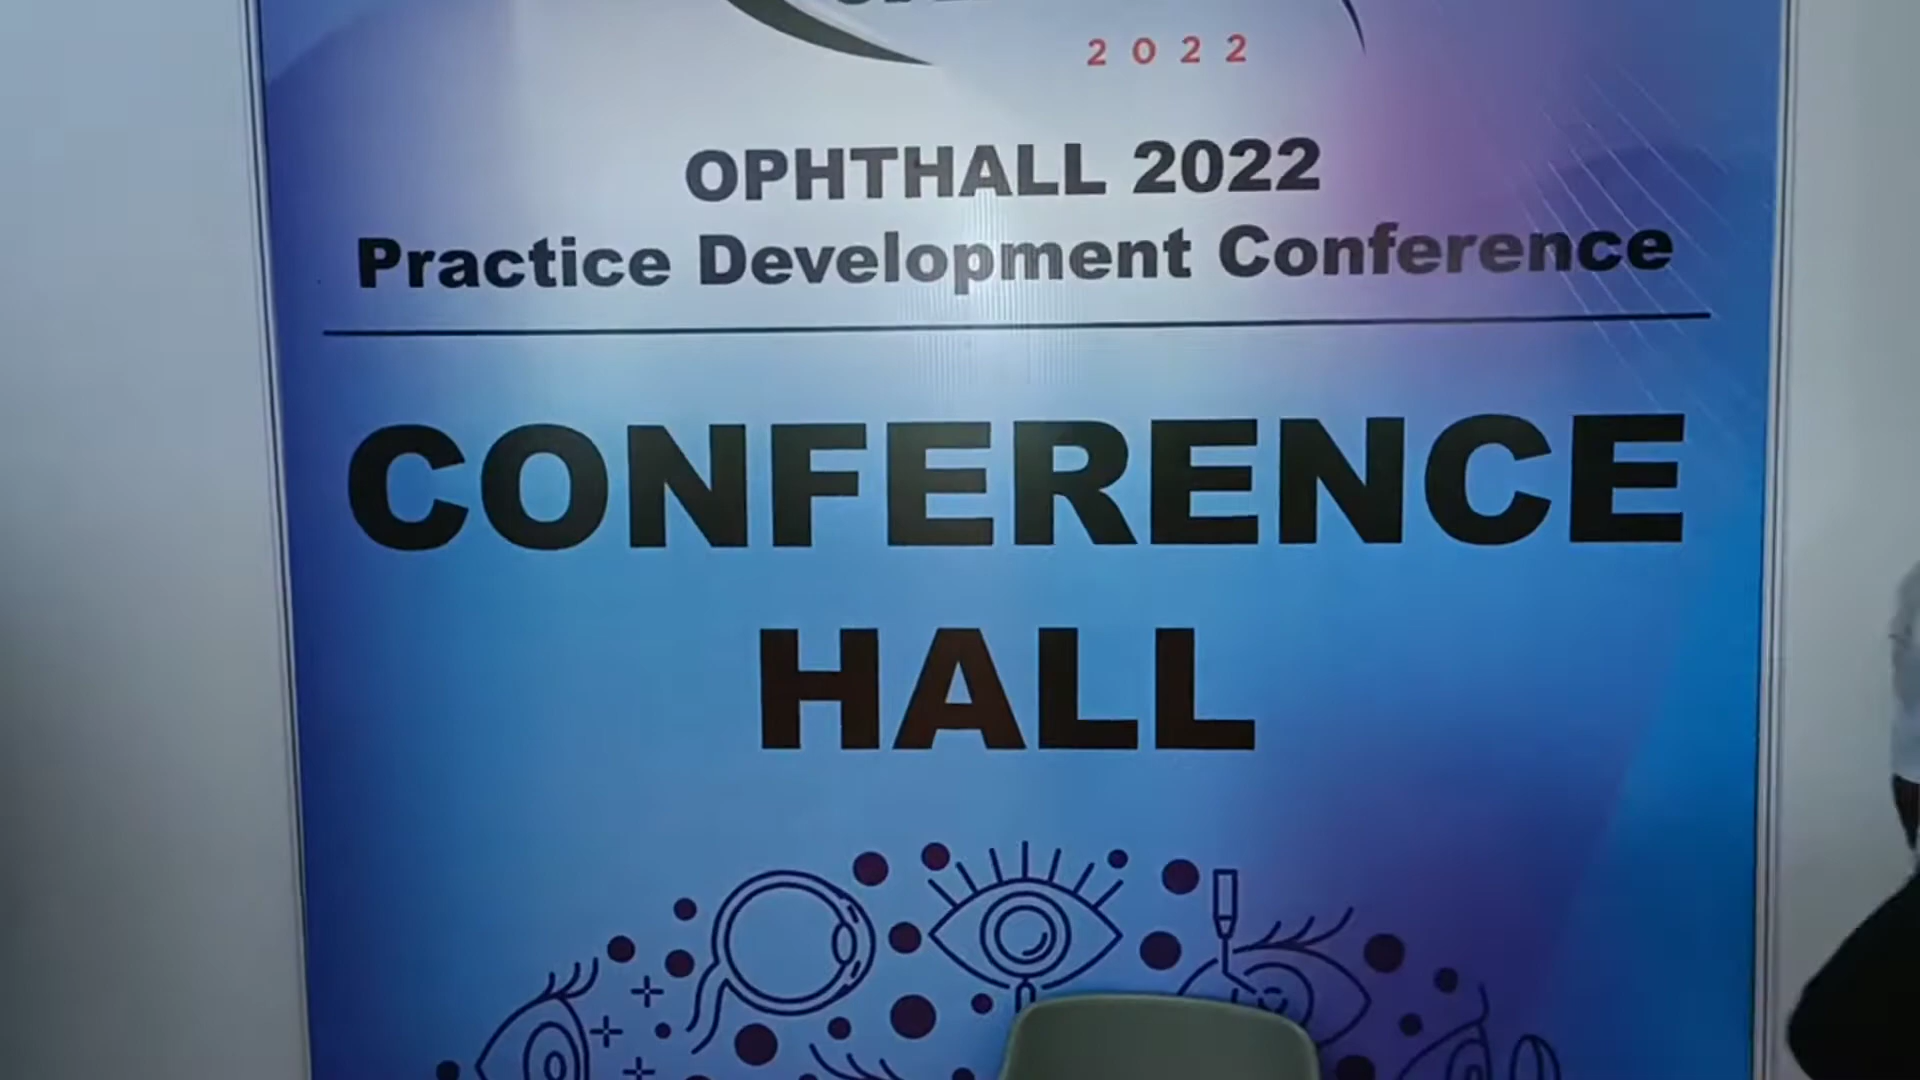 2022
OPHTHALL 2022
Practice Development Conference
CONFERENCE
HALL